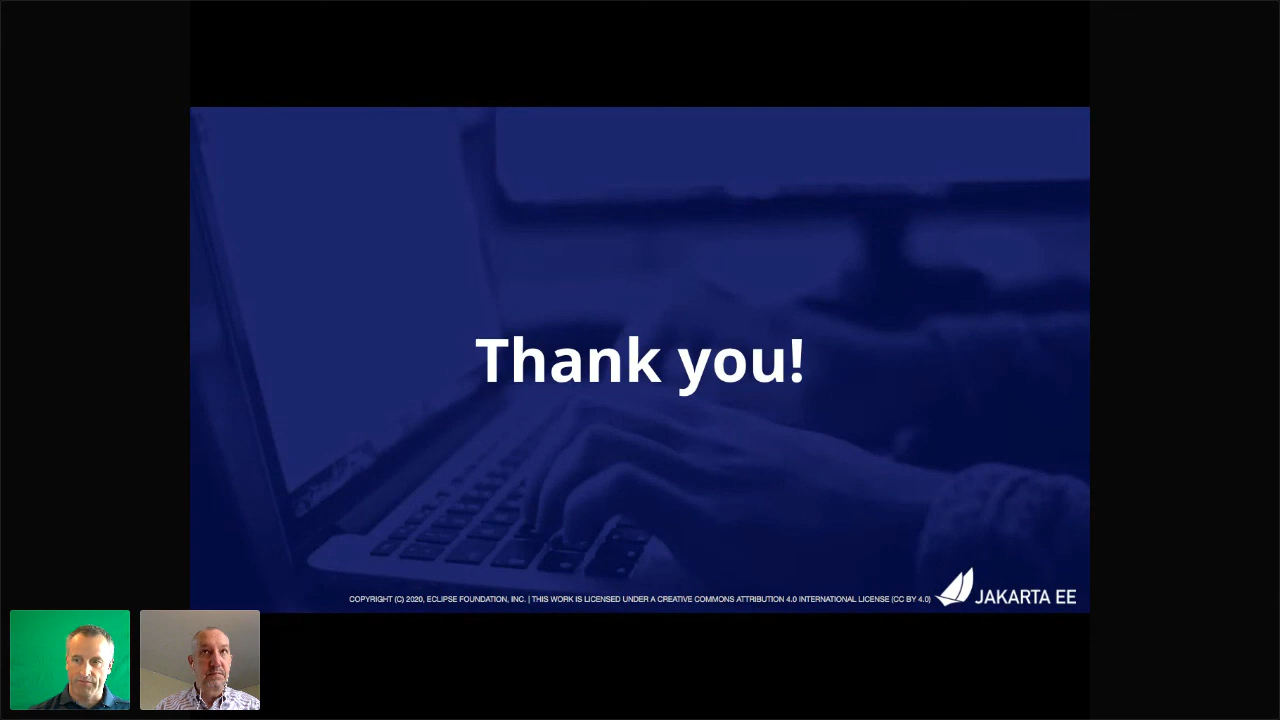 Thank you!
COPYRIGHT (C) 2020, ECLIPSE FOUNDATION, INC. | THIS WORK IS LICENSED UNDER A CREATIVE COMMONS ATTRIBUTION 4.0 INTERNATIONAL LICENSE (CC BY 4.0)
JAKARTA EE